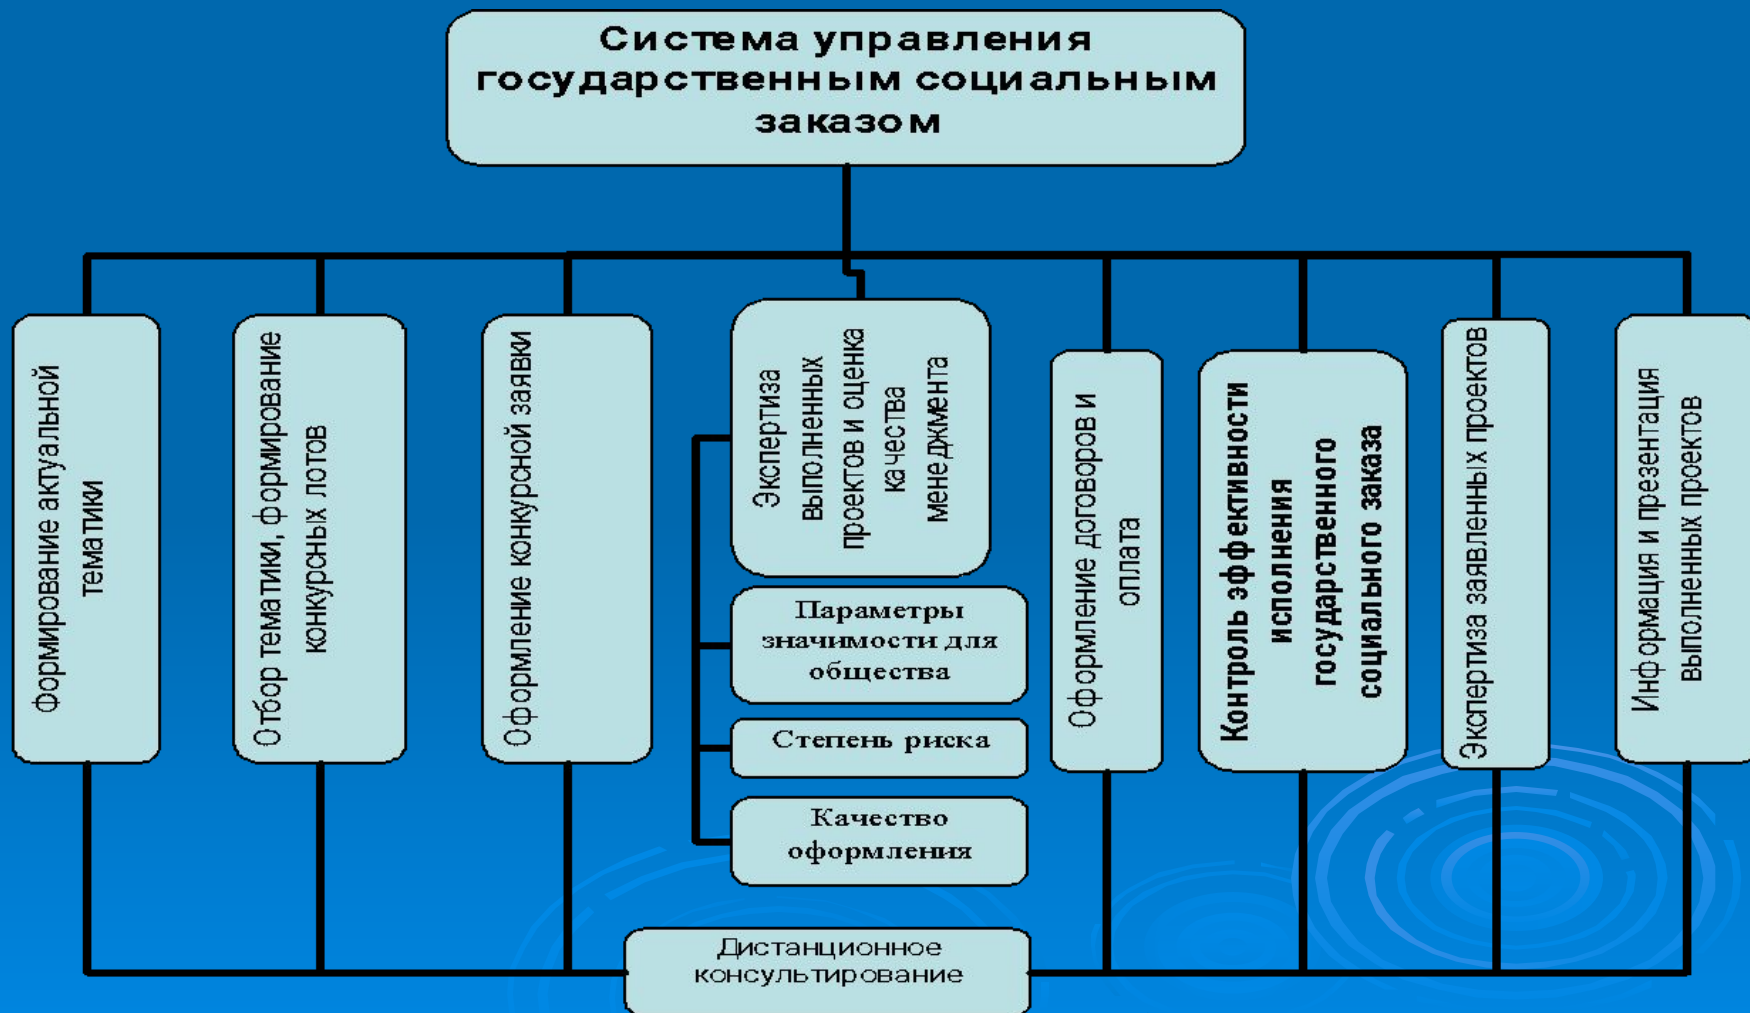 Система управления
государственным социальным
заказом
Формирование актуальной
тематики
Отбор тематики, формирование
конкурсных лотов
Оформление конкурсной заявки
Экспертиза
выполненных
проектов и оценка
качества
менеджмента
Параметры
значимости для
общества
Степень риска
Качество
оформления
Оформление договоров и
оплата
Контроль эффективности
исполнения
государственного
социального заказа
Экспертиза заявленных проектов
Информация и презентация
выполненных проектов
Дистанционное
консультирование